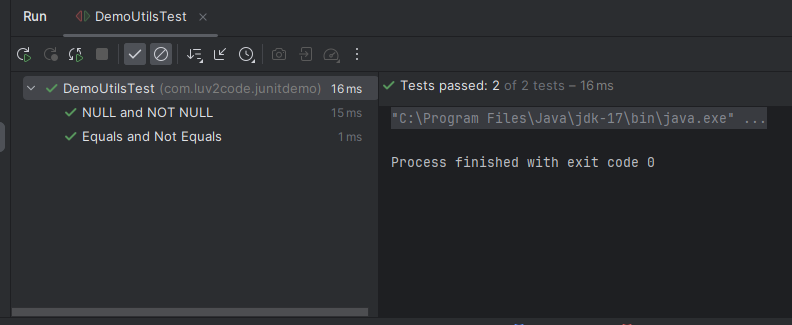 Run DemoUtilsTest
DemoUtilsTest (com.luv2code.junitdemo) 16 ms
NULL and NOT NULL 15 ms
Equals and Not Equals 1 ms
Tests passed: 2 of 2 tests – 16 ms
"C:\Program Files\Java\jdk-17\bin\java.exe" ...
Process finished with exit code 0